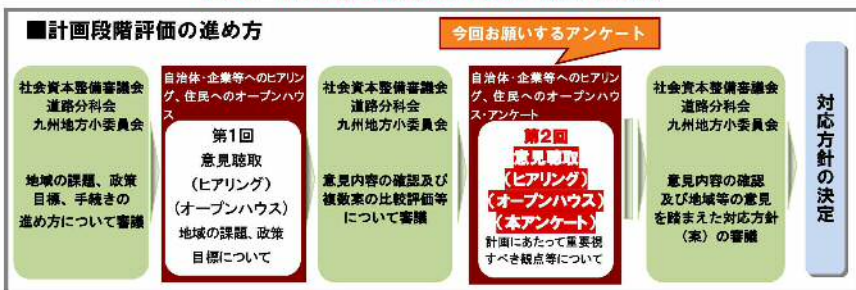 ■計画段階評価の進め方
今回お願いするアンケート
社会資本整備審議会
道路分科会
九州地方小委員会
地域の課題、政策
目標、手続きの
進め方について審議
自治体・企業等へのヒアリン
グ、住民へのオープンハウ
ス
第1回
意見聴取
(ヒアリング)
(オープンハウス)
地域の課題、政策
目標について
社会資本整備審議会
道路分科会
九州地方小委員会
意見内容の確認及び
複数案の比較評価等
について審議
自治体・企業等へのヒアリン
グ、住民へのオープンハウ
ス・アンケート
第2回
意見聴取
(ヒアリング)
(オープンハウス)
(本アンケート)
計画にあたって重要視
すべき観点等について
社会資本整備審議会
道路分科会
九州地方小委員会
意見内容の確認
及び地域等の意見
を踏まえた対応方針
(案)の審議
対応方針の決定